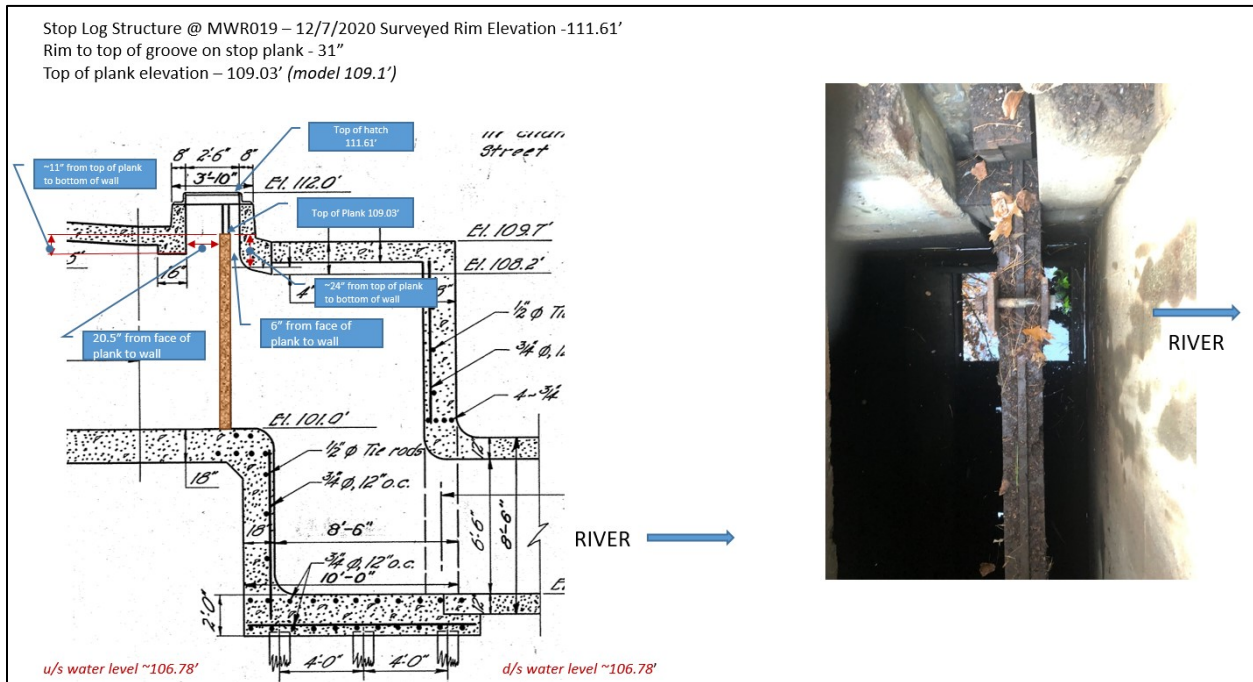 Stop Log Structure @ MWR019 – 12/7/2020 Surveyed Rim Elevation -111.61’
Rim to top of groove on stop plank - 31”
Top of plank elevation – 109.03’ (model 109.1’)
Top of hatch
111.61’
Street
~11” from top of plank
to bottom of wall
8' 2'-6" 8"
3'-10"
El. 112.0'
Top of Plank 109.03’
El. 109.7'
5'
El. 108.2'
16"
4'
8"
~24” from top of plank
to bottom of wall
20.5” from face of
plank to wall
6” from face of
plank to wall
½ Φ Tie
¾ Φ, 12
4-¾
El. 101.0'
½" Φ Tie rods
18"
¾ Φ, 12" o.c.
18" 8'-6"
6'-6"
8'-6"
RIVER
¾ Φ, 12" o.c.
10'-0"
12"
El.
2'-0"
4'-0" 4'-0"
u/s water level ~106.78’
d/s water level ~106.78’
RIVER